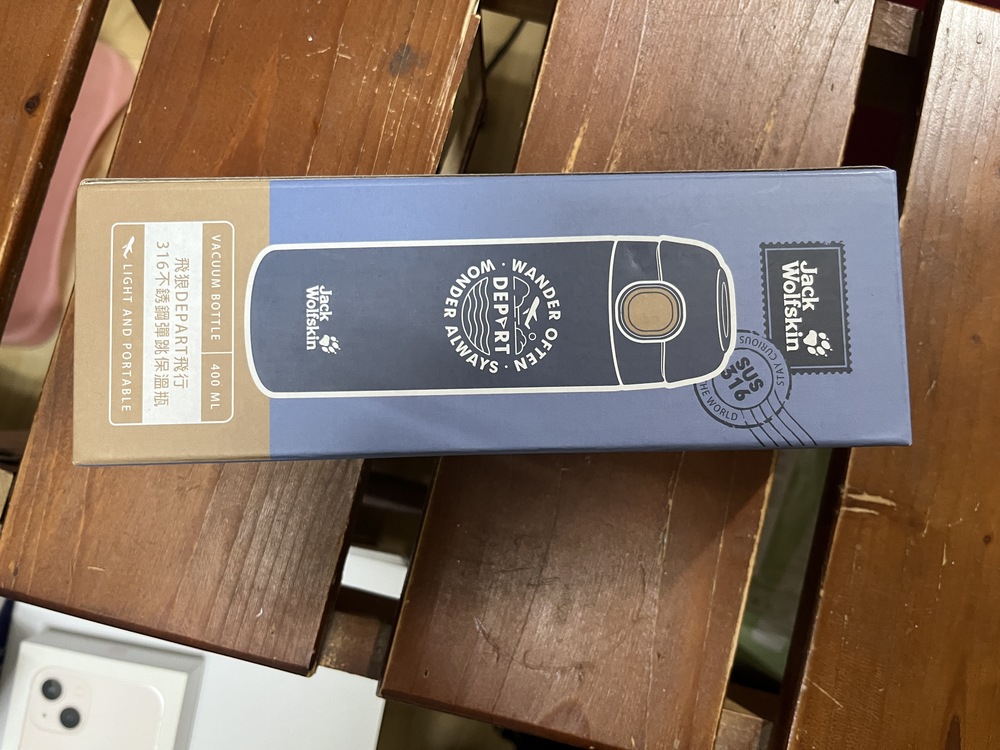 Jack
Wolfskin
STAY CURIOUS
SUS
316
THE WORLD
WANDER OFTEN
DEPART
WONDER ALWAYS
Jack
Wolfskin
VACUUM BOTTLE
400 ML
飛狼DEPART飛行
316不銹鋼彈跳保溫瓶
LIGHT AND PORTABLE